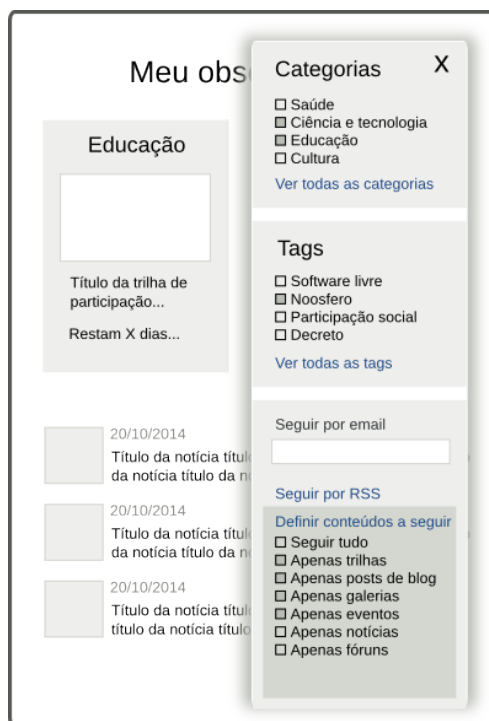 Meu obs
Educação
Título da trilha de
participação...
Restam X dias...
20/10/2014
Título da notícia títul
da notícia título da n
20/10/2014
Título da notícia títul
da notícia título da n
20/10/2014
Título da notícia títul
título da notícia título
Categorias
X
Saúde
Ciência e tecnologia
Educação
Cultura
Ver todas as categorias
Tags
Software livre
Noosfero
Participação social
Decreto
Ver todas as tags
Seguir por email
Seguir por RSS
Definir conteúdos a seguir
Seguir tudo
Apenas trilhas
Apenas posts de blog
Apenas galerias
Apenas eventos
Apenas notícias
Apenas fóruns